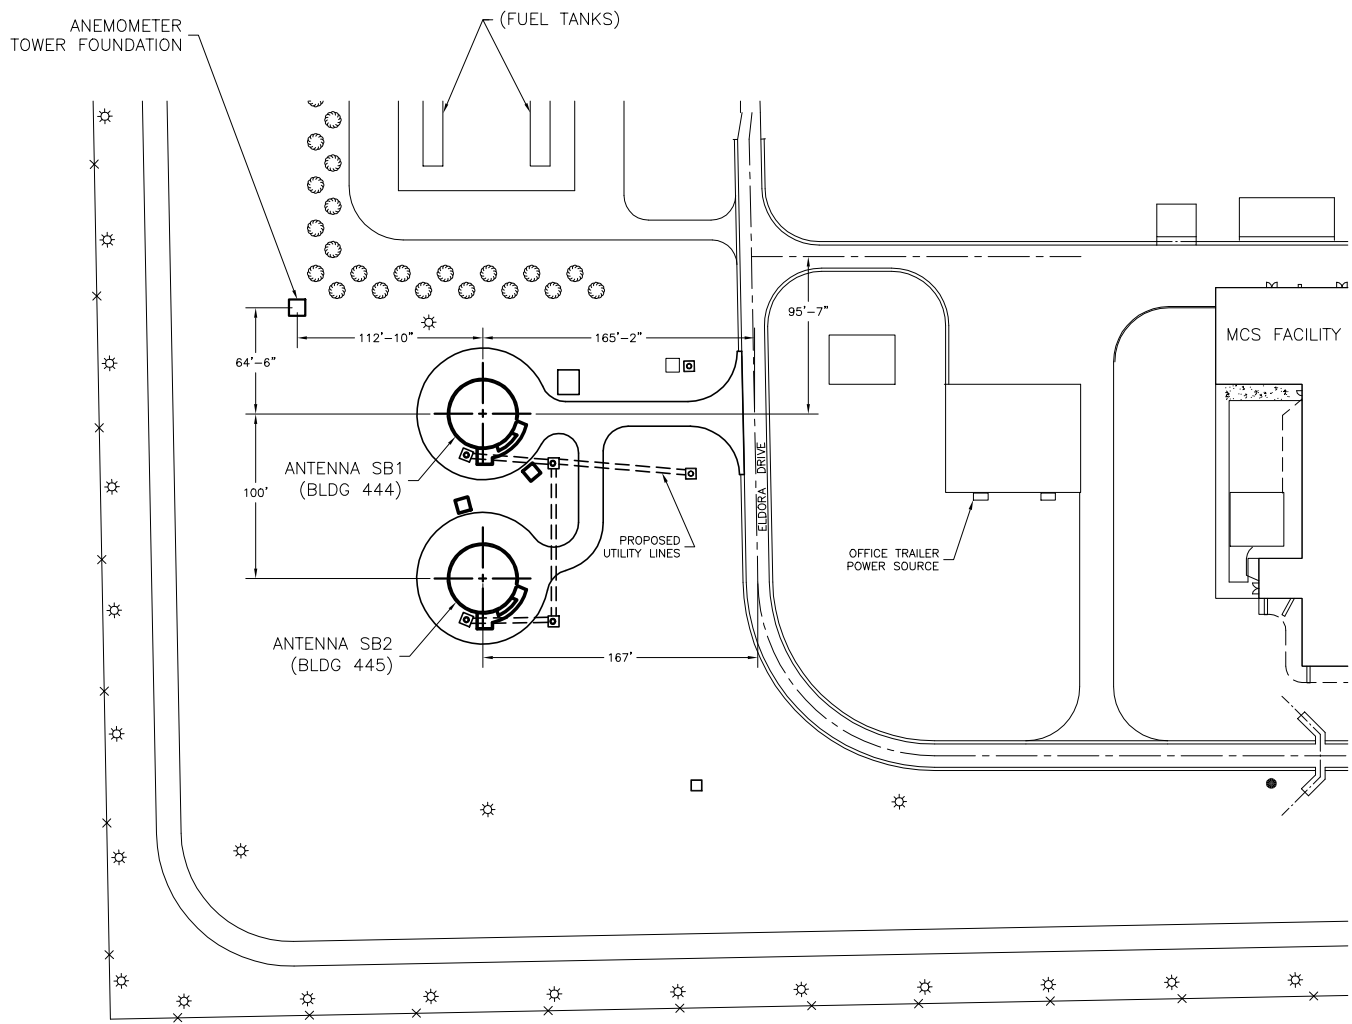 ANEMOMETER
TOWER FOUNDATION
(FUEL TANKS)
95'-7"
112'-10"
165'-2"
64'-6"
MCS FACILITY
ANTENNA SB1
(BLDG 444)
100'
ELDORA DRIVE
PROPOSED
UTILITY LINES
OFFICE TRAILER
POWER SOURCE
ANTENNA SB2
(BLDG 445)
167'